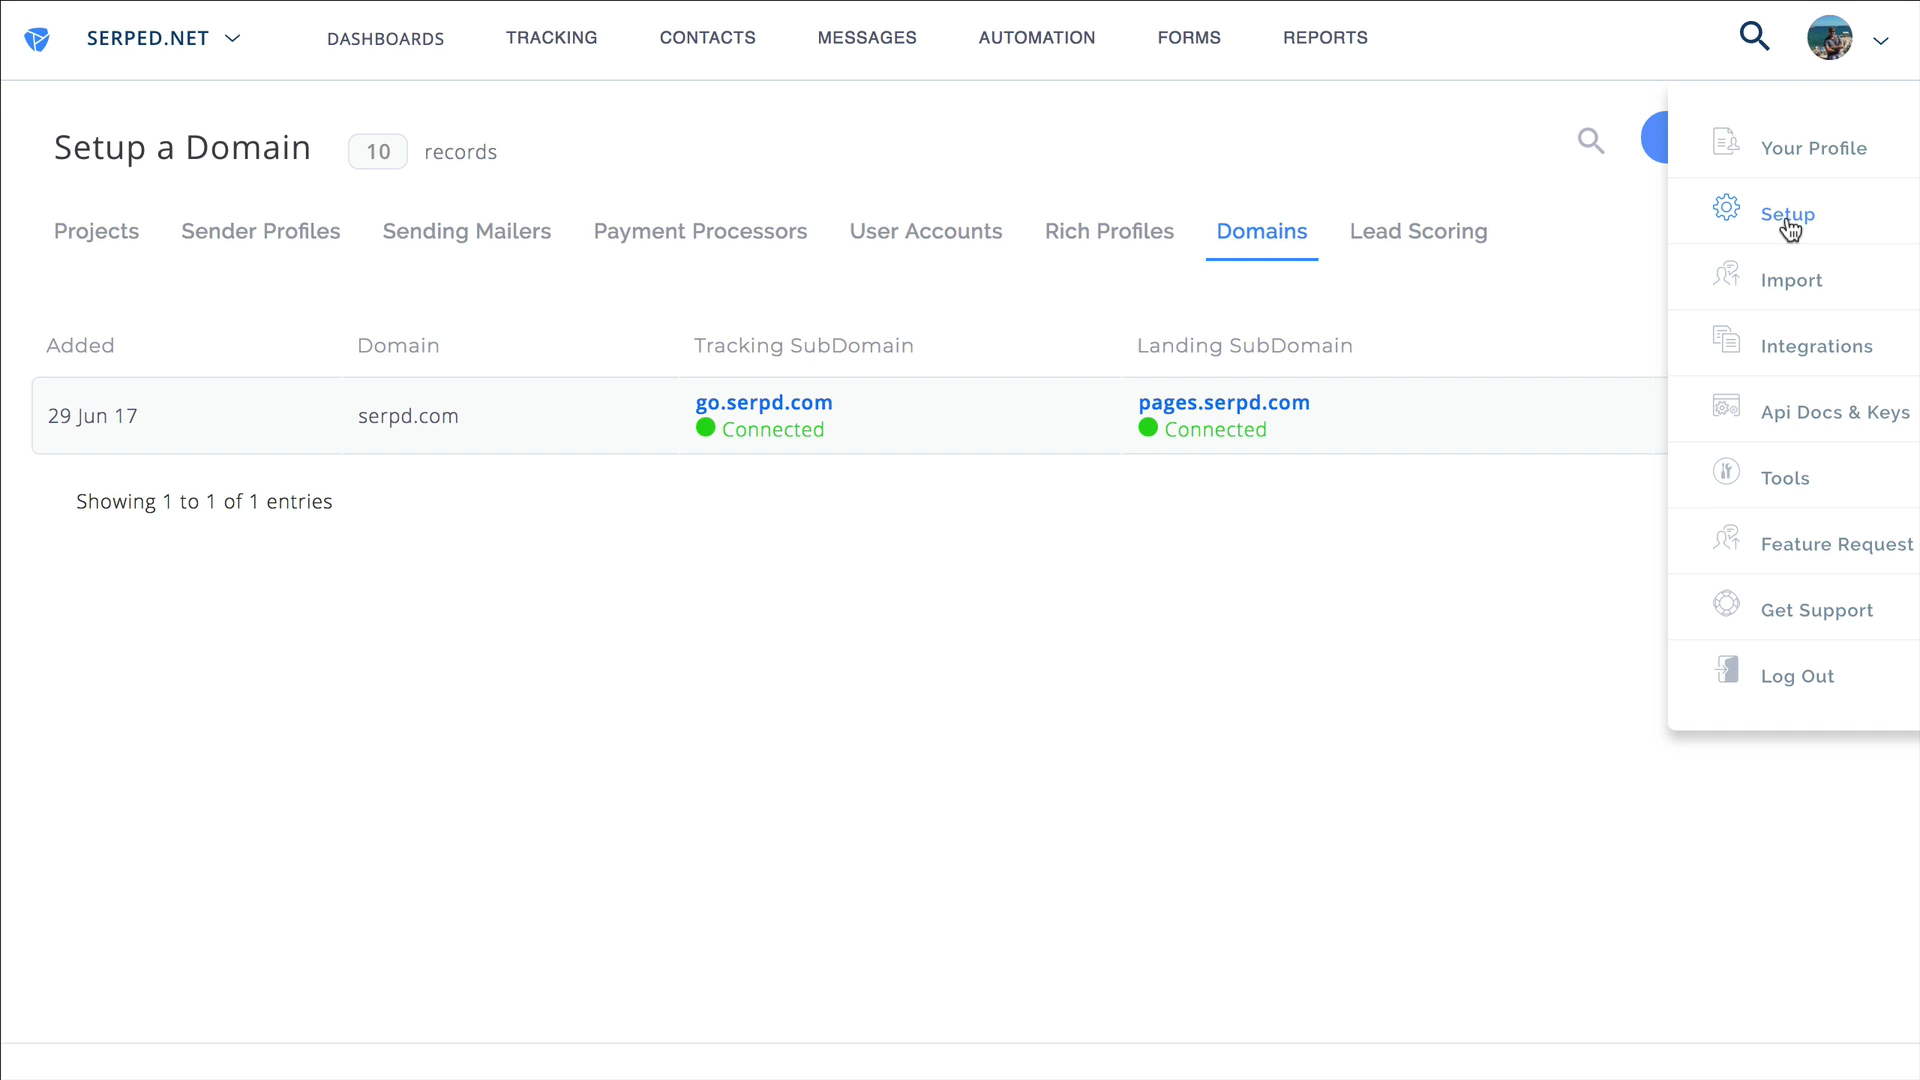 SERPED.NET DASHBOARDS TRACKING CONTACTS MESSAGES AUTOMATION FORMS REPORTS
Setup a Domain 10 records
Projects Sender Profiles Sending Mailers Payment Processors User Accounts Rich Profiles Domains Lead Scoring
Added Domain Tracking SubDomain Landing SubDomain
29 Jun 17 serpd.com go.serpd.com pages.serpd.com
Connected Connected
Showing 1 to 1 of 1 entries
Your Profile
Setup
Import
Integrations
Api Docs & Keys
Tools
Feature Request
Get Support
Log Out